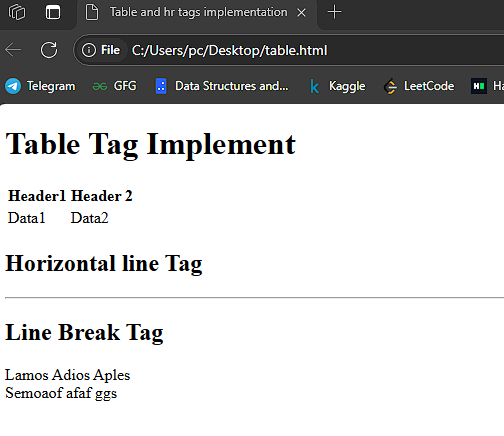 Table and hr tags implementation
File C:/Users/pc/Desktop/table.html
Telegram GFG Data Structures and... Kaggle LeetCode Ha
Table Tag Implement
Header1 Header 2
Data1 Data2
Horizontal line Tag
Line Break Tag
Lamos Adios Aples
Semoaof afaf ggs